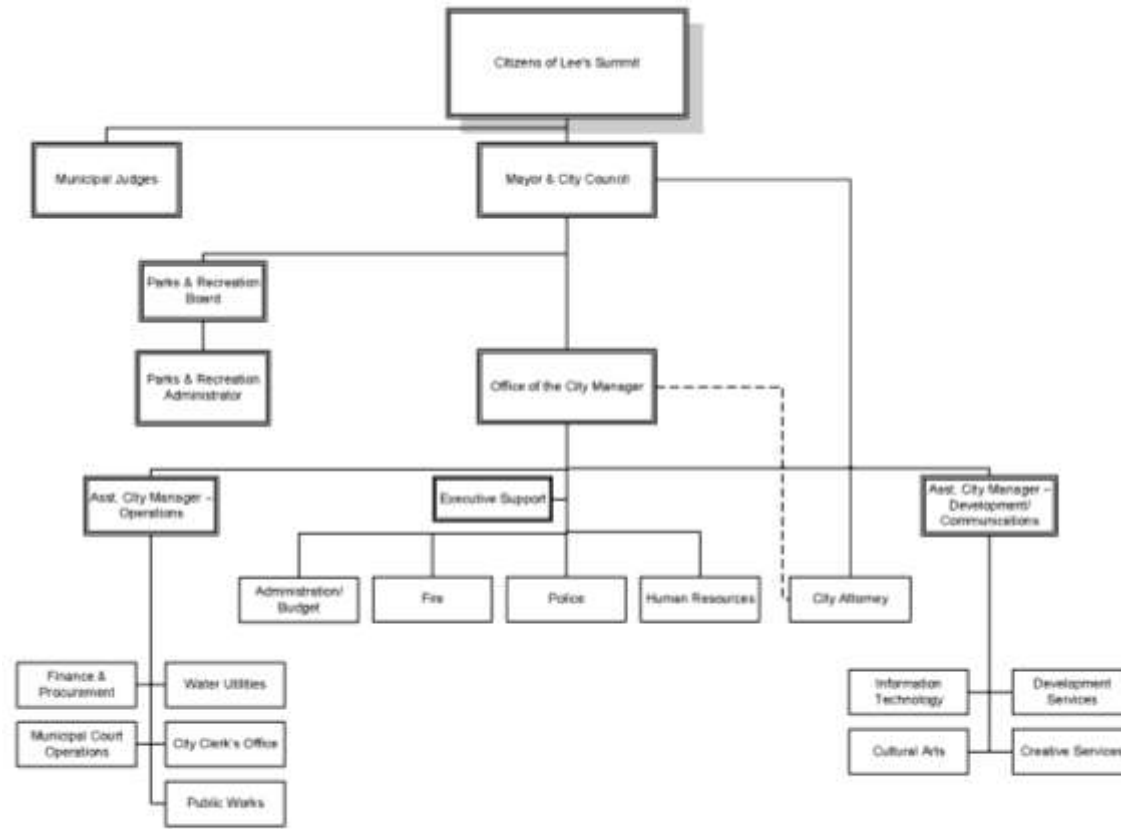 Citizens of Lee's Summit
Municipal Judges
Mayor & City Council
Parks & Recreation
Board
Parks & Recreation
Administrator
Office of the City Manager
Asst. City Manager –
Operations
Executive Support
Asst. City Manager –
Development/
Communications
Administration/
Budget
Fire
Police
Human Resources
City Attorney
Finance &
Procurement
Water Utilities
Information
Technology
Development
Services
Municipal Court
Operations
City Clerk's Office
Cultural Arts
Creative Services
Public Works